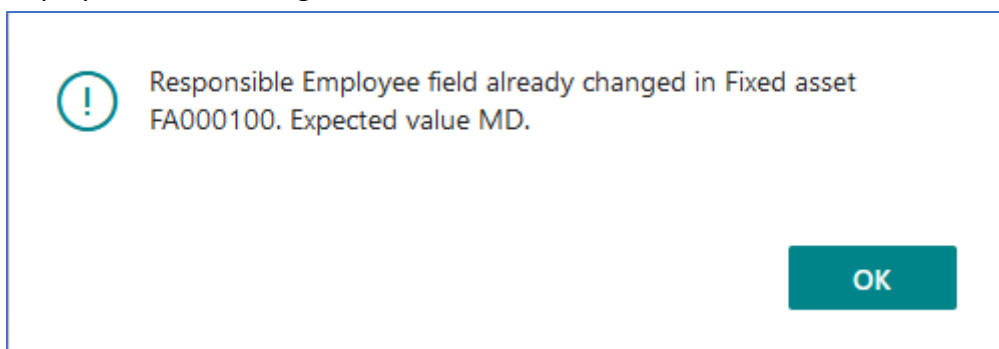 Responsible Employee field already changed in Fixed asset
FA000100. Expected value MD.
OK